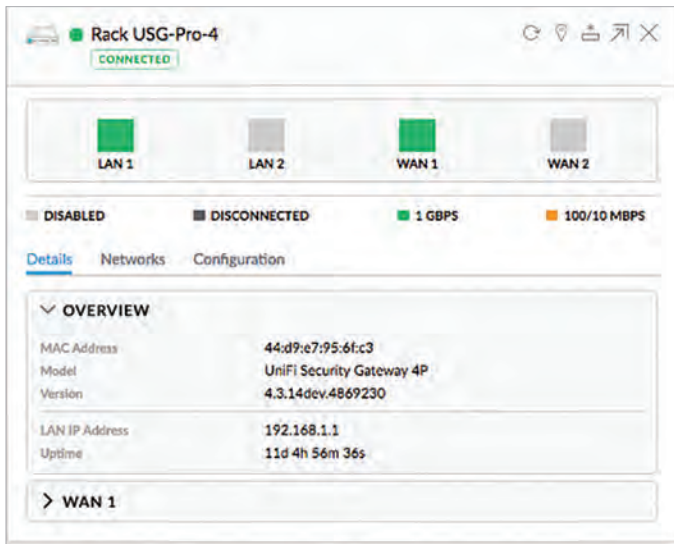 Rack USG-Pro-4
CONNECTED
LAN 1 LAN 2 WAN 1 WAN 2
DISABLED DISCONNECTED 1 GBPS 100/10 MBPS
Details Networks Configuration
OVERVIEW
MAC Address 44:d9:e7:95:6f:c3
Model UniFi Security Gateway 4P
Version 4.3.14dev.4869230
LAN IP Address 192.168.1.1
Uptime 11d 4h 56m 36s
WAN 1